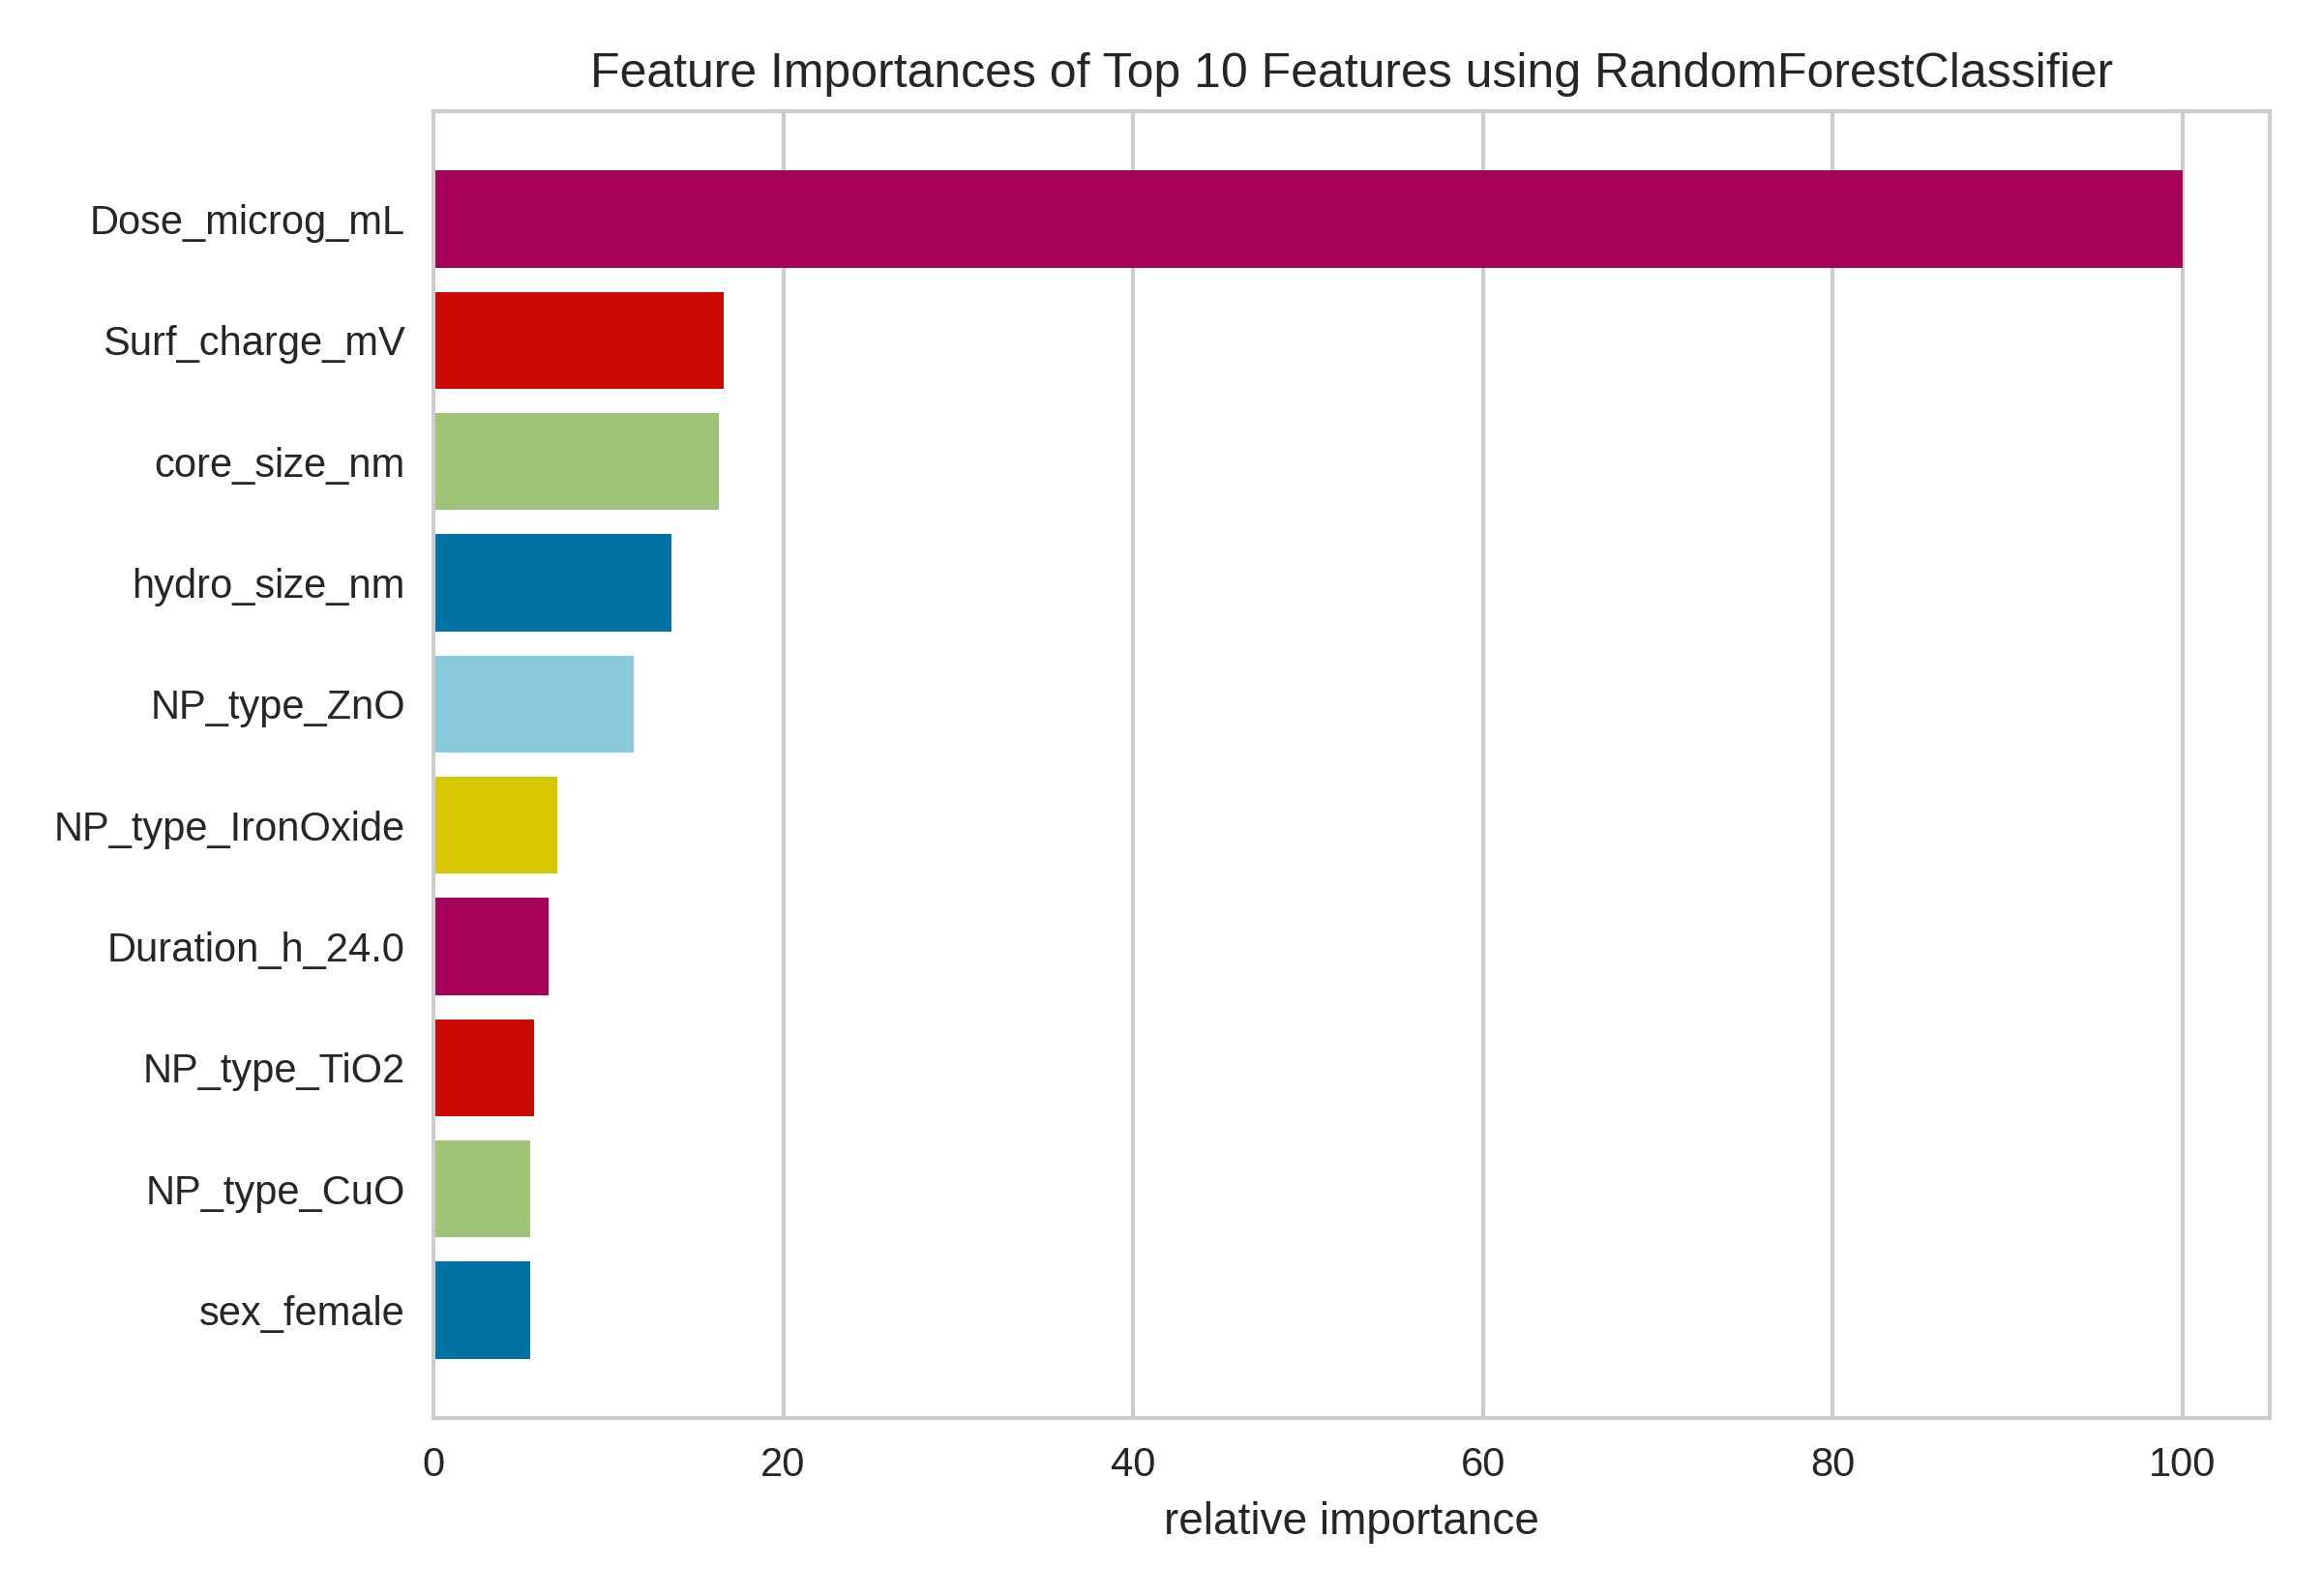 Feature Importances of Top 10 Features using RandomForestClassifier
Dose_microg_mL
Surf_charge_mV
core_size_nm
hydro_size_nm
NP_type_ZnO
NP_type_IronOxide
Duration_h_24.0
NP_type_TiO2
NP_type_CuO
sex_female
0 20 40 60 80 100
relative importance